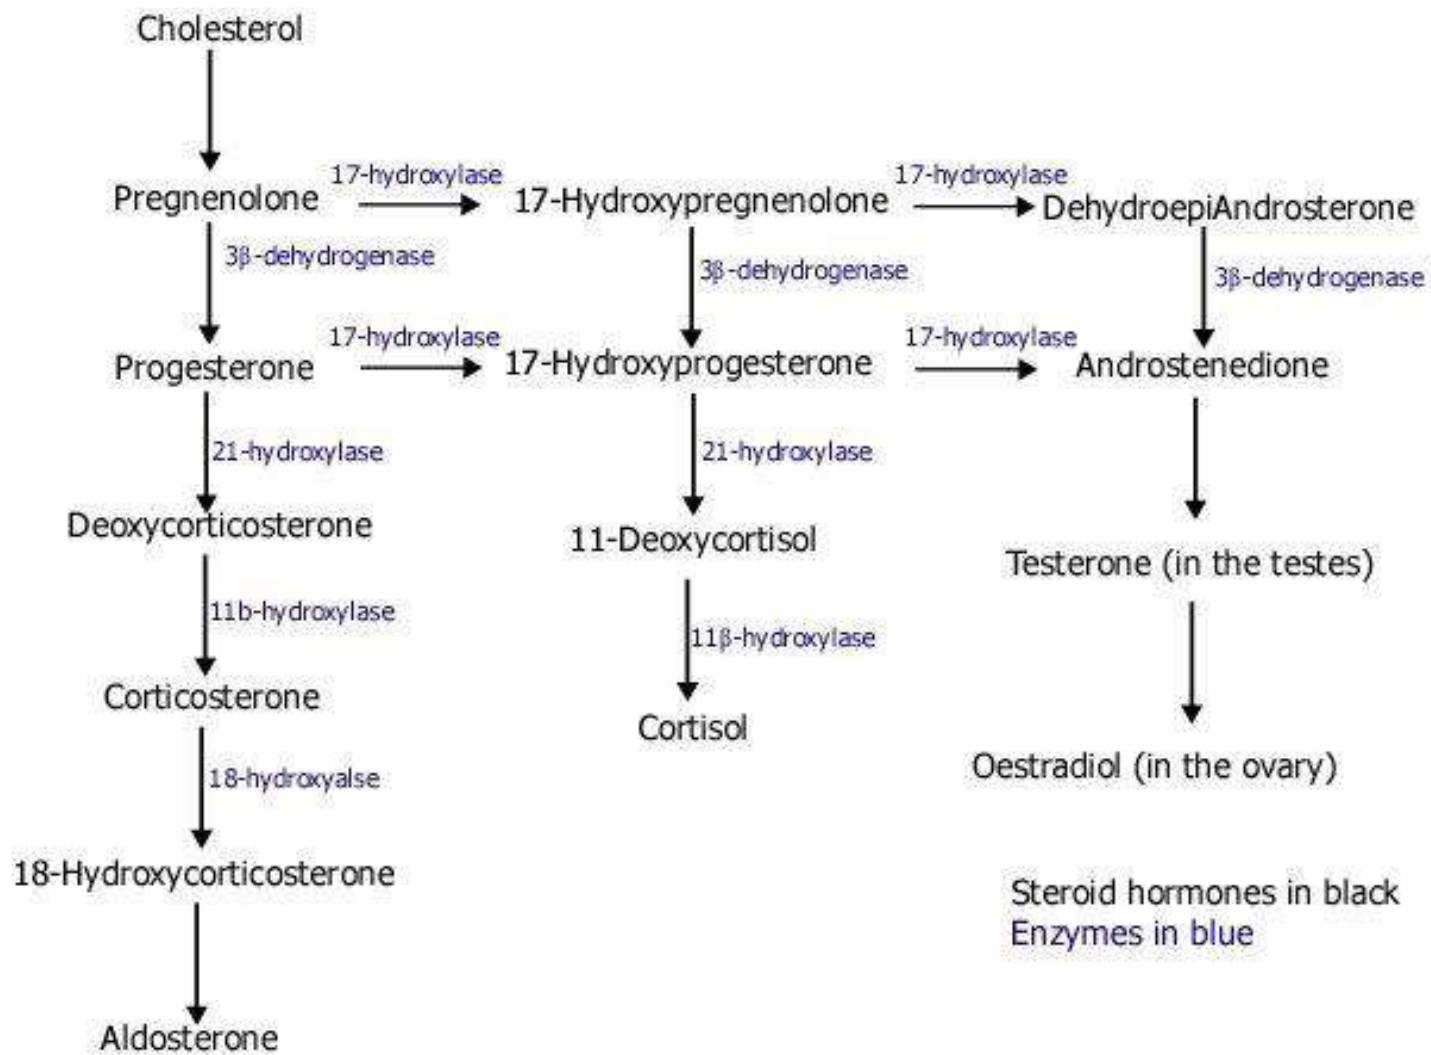 Cholesterol
17-hydroxylase
17-hydroxylase
Pregnenolone
17-Hydroxypregnenolone
DehydroepiAndrosterone
3β-dehydrogenase
3β-dehydrogenase
3β-dehydrogenase
17-hydroxylase
17-hydroxylase
Progesterone
17-Hydroxyprogesterone
Androstenedione
21-hydroxylase
21-hydroxylase
Deoxycorticosterone
11-Deoxycortisol
Testerone (in the testes)
11b-hydroxylase
11β-hydroxylase
Corticosterone
Cortisol
18-hydroxyalse
Oestradiol (in the ovary)
18-Hydroxycorticosterone
Steroid hormones in black
Enzymes in blue
Aldosterone